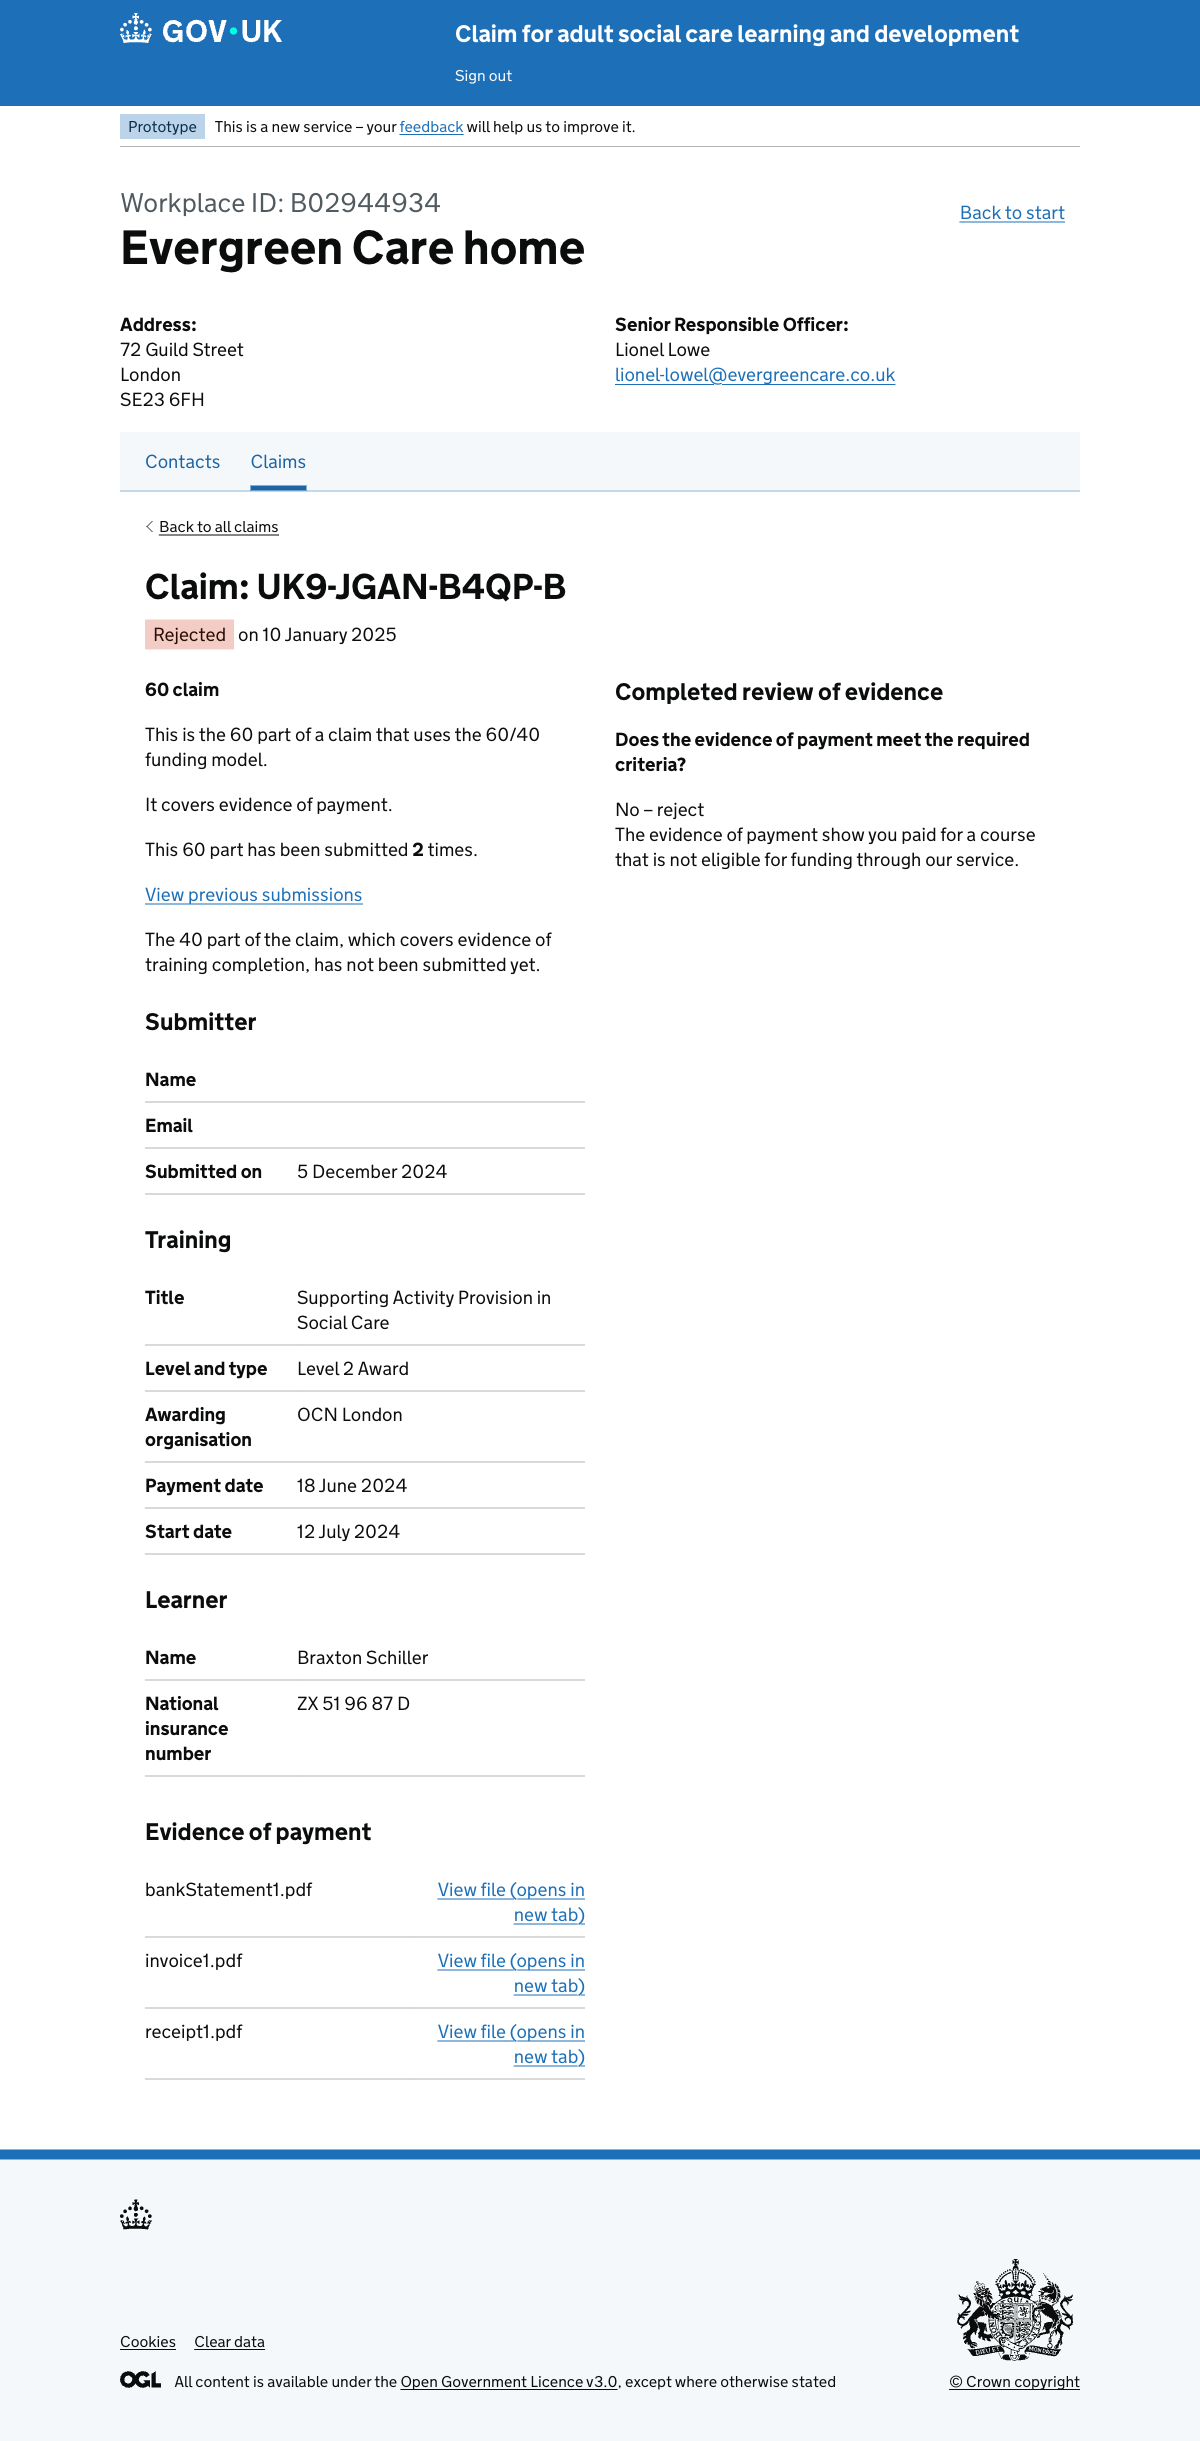 GOV·UK
Claim for adult social care learning and development
Sign out
Prototype This is a new service – your feedback will help us to improve it.
Workplace ID: B02944934
Evergreen Care home
Back to start
Address:
72 Guild Street
London
SE23 6FH
Senior Responsible Officer:
Lionel Lowe
lionel-lowel@evergreencare.co.uk
Contacts Claims
Back to all claims
Claim: UK9-JGAN-B4QP-B
Rejected on 10 January 2025
60 claim
This is the 60 part of a claim that uses the 60/40
funding model.
It covers evidence of payment.
This 60 part has been submitted 2 times.
View previous submissions
The 40 part of the claim, which covers evidence of
training completion, has not been submitted yet.
Completed review of evidence
Does the evidence of payment meet the required
criteria?
No – reject
The evidence of payment show you paid for a course
that is not eligible for funding through our service.
Submitter
Name
Email
Submitted on 5 December 2024
Training
Title Supporting Activity Provision in
Social Care
Level and type Level 2 Award
Awarding OCN London
organisation
Payment date 18 June 2024
Start date 12 July 2024
Learner
Name Braxton Schiller
National ZX 51 96 87 D
insurance
number
Evidence of payment
bankStatement1.pdf View file (opens in
new tab)
invoice1.pdf View file (opens in
new tab)
receipt1.pdf View file (opens in
new tab)
Cookies Clear data
OGL All content is available under the Open Government Licence v3.0, except where otherwise stated
© Crown copyright